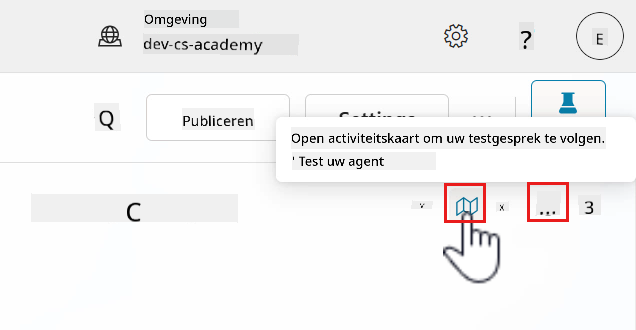 Omgeving
dev-cs-academy
?
E
Q
Publiceren
Settings
...
Open activiteitskaart om uw testgesprek te volgen.
' Test uw agent
C
Y
x
...
3